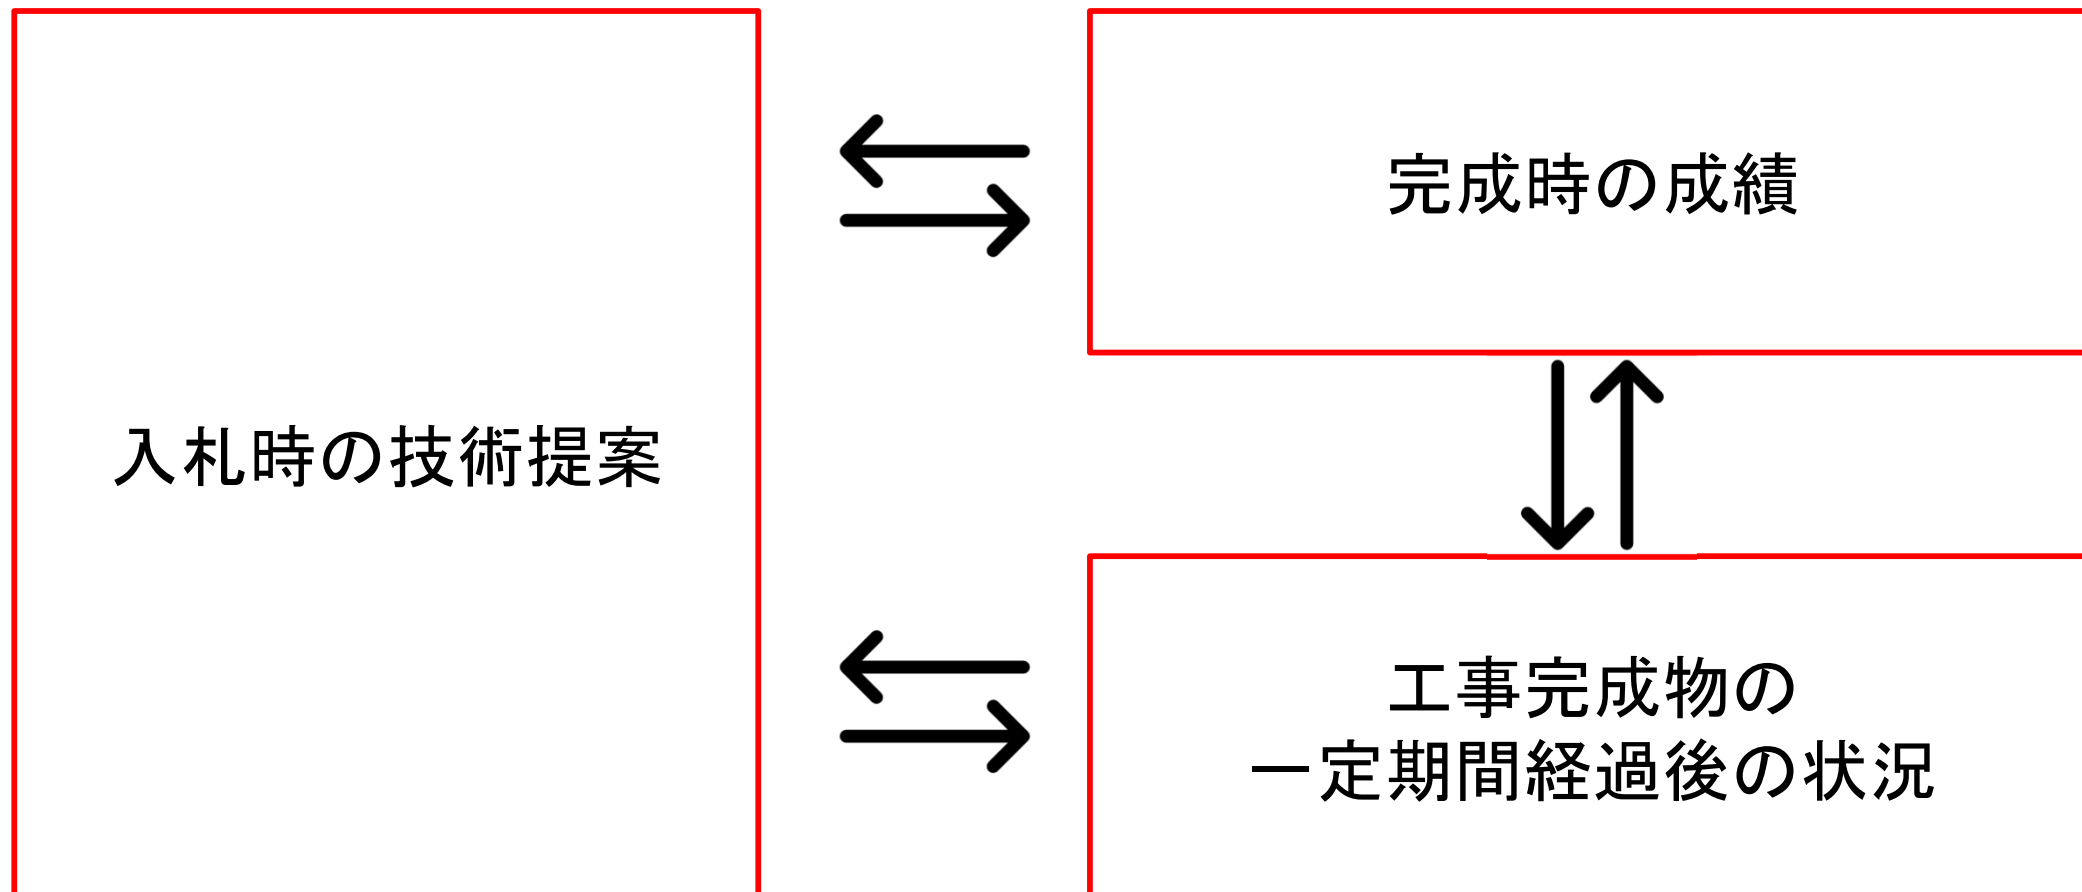 入札時の技術提案
完成時の成績
工事完成物の
一定期間経過後の状況